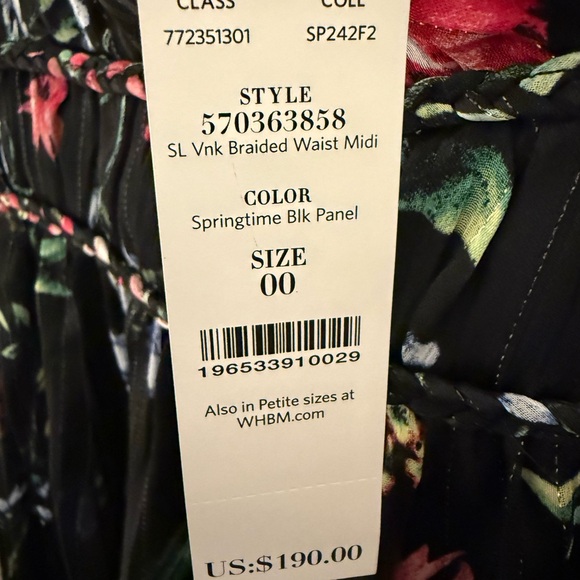 CLASS COLL
772351301 SP242F2
STYLE
570363858
SL Vnk Braided Waist Midi
COLOR
Springtime Blk Panel
SIZE
00
196533910029
Also in Petite sizes at
WHBM.com
US:$190.00